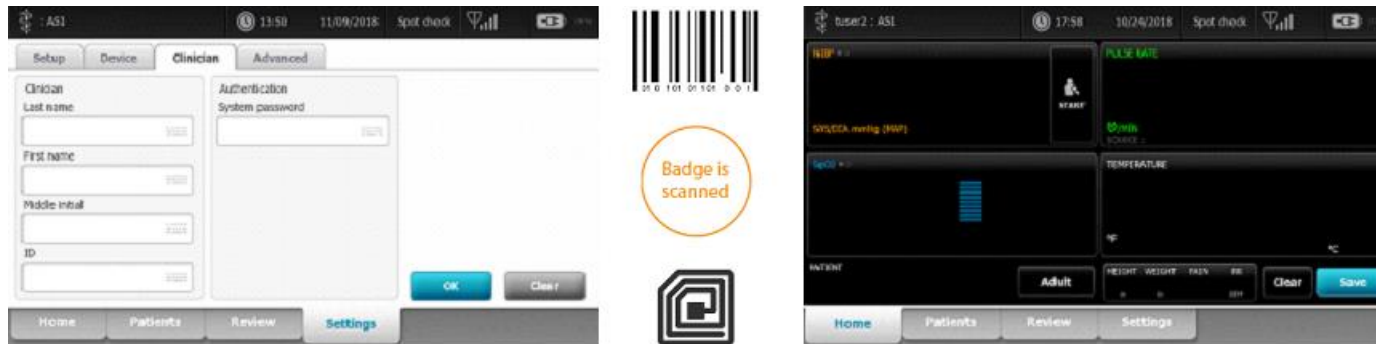 : ASI
13:50
11/09/2018
Spot check
Setup
Device
Clinician
Advanced
Clinician
Last name
First name
Middle initial
ID
Authentication
System password
OK
Clear
Home
Patients
Review
Settings
Badge is
scanned
tuser2 : ASI
17:58
10/24/2018
Spot check
NIBP
START
SYS/DIA mmHg (MAP)
PULSE RATE
/min
SOURCE :
SpO2
TEMPERATURE
°F
°C
PATIENT
Adult
HEIGHT WEIGHT PAIN RR
Clear
Save
Home
Patients
Review
Settings